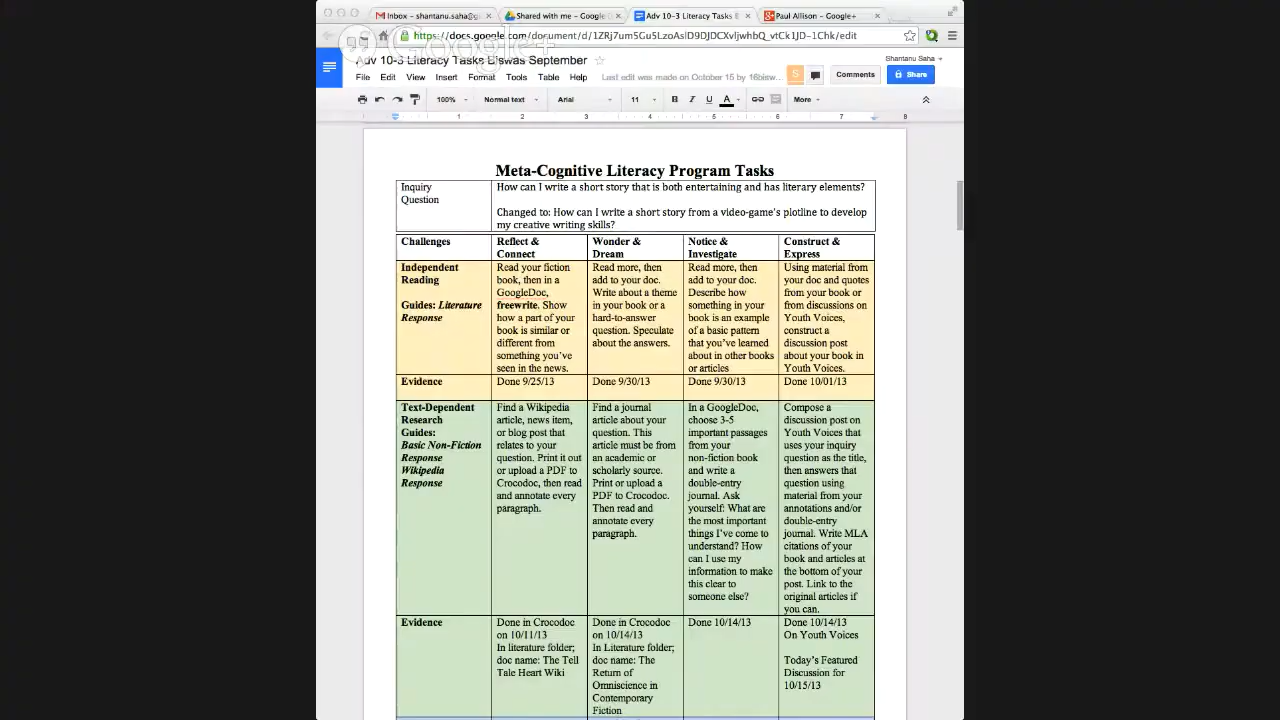 Inbox – shantanu.saha@g
Shared with me – Google D
Adv 10–3 Literacy Tasks B
Paul Allison – Google+
https://docs.google.com/document/d/1ZRj7um5Gu5LzoAslD9DJDCXvljwhbQ_vtCk1JD-1Chk/edit
Google+
Adv 10-3 Literacy Tasks Biswas September
Shantanu Saha
File Edit View Insert Format Tools Table Help
Last edit was made on October 15 by 16bisw...
S
Comments
Share
100% Normal text Arial 11 B I U A More
1 2 3 4 5 6 7 8
Meta-Cognitive Literacy Program Tasks
Inquiry
Question
How can I write a short story that is both entertaining and has literary elements?
Changed to: How can I write a short story from a video-game's plotline to develop
my creative writing skills?
Challenges
Reflect &
Connect
Wonder &
Dream
Notice &
Investigate
Construct &
Express
Independent
Reading
Guides: Literature
Response
Read your fiction
book, then in a
GoogleDoc,
freewrite. Show
how a part of your
book is similar or
different from
something you've
seen in the news.
Read more, then
add to your doc.
Write about a theme
in your book or a
hard-to-answer
question. Speculate
about the answers.
Read more, then
add to your doc.
Describe how
something in your
book is an example
of a basic pattern
that you've learned
about in other books
or articles
Using material from
your doc and quotes
from your book or
from discussions on
Youth Voices,
construct a
discussion post
about your book in
Youth Voices.
Evidence
Done 9/25/13
Done 9/30/13
Done 9/30/13
Done 10/01/13
Text-Dependent
Research
Guides:
Basic Non-Fiction
Response
Wikipedia
Response
Find a Wikipedia
article, news item,
or blog post that
relates to your
question. Print it out
or upload a PDF to
Crocodoc, then read
and annotate every
paragraph.
Find a journal
article about your
question. This
article must be from
an academic or
scholarly source.
Print or upload a
PDF to Crocodoc.
Then read and
annotate every
paragraph.
In a GoogleDoc,
choose 3-5
important passages
from your
non-fiction book
and write a
double-entry
journal. Ask
yourself: What are
the most important
things I've come to
understand? How
can I use my
information to make
this clear to
someone else?
Compose a
discussion post on
Youth Voices that
uses your inquiry
question as the title,
then answers that
question using
material from your
annotations and/or
double-entry
journal. Write MLA
citations of your
book and articles at
the bottom of your
post. Link to the
original articles if
you can.
Evidence
Done in Crocodoc
on 10/11/13
In literature folder;
doc name: The Tell
Tale Heart Wiki
Done in Crocodoc
on 10/14/13
In Literature folder;
doc name: The
Return of
Omniscience in
Contemporary
Fiction
Done 10/14/13
Done 10/14/13
On Youth Voices
Today's Featured
Discussion for
10/15/13